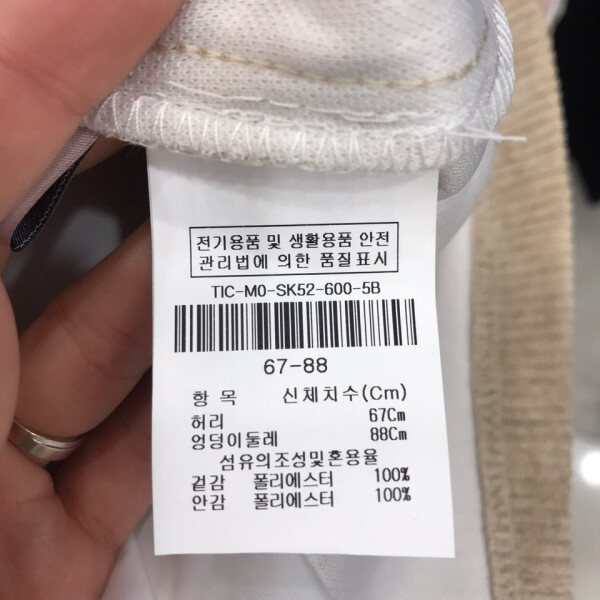 전기용품 및 생활용품 안전
관리법에 의한 품질표시
TIC-MO-SK52-600-5B
67-88
항 목 신체치수(Cm)
허리 67Cm
엉덩이둘레 88Cm
섬유의조성및혼용율
겉감 폴리에스터 100%
안감 폴리에스터 100%